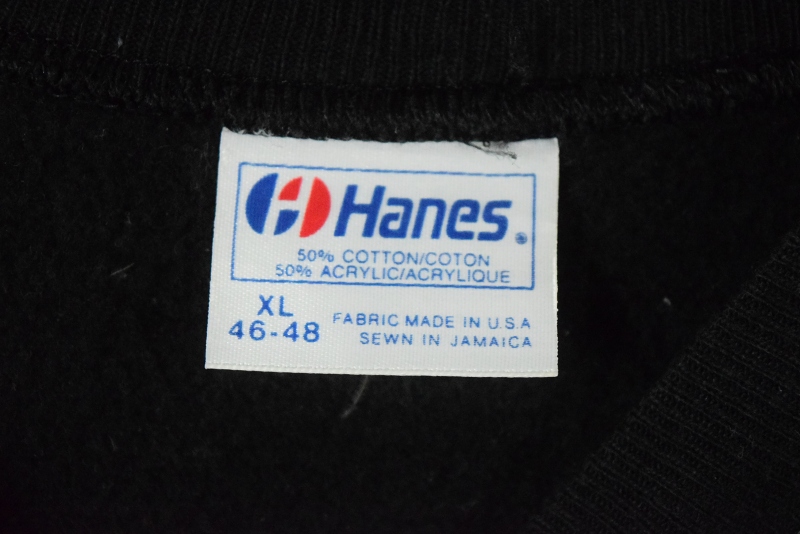 Hanes®
50% COTTON/COTON
50% ACRYLIC/ACRYLIQUE
XL
46-48
FABRIC MADE IN U.S.A
SEWN IN JAMAICA